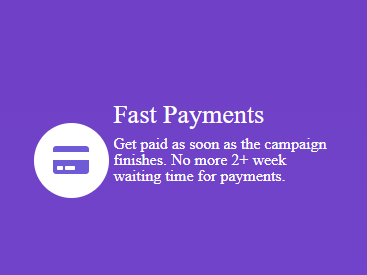 Fast Payments
Get paid as soon as the campaign
finishes. No more 2+ week
waiting time for payments.